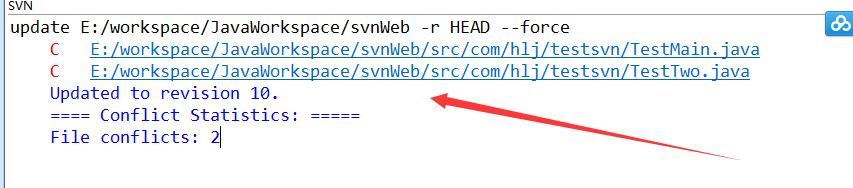 SVN
update E:/workspace/JavaWorkspace/svnWeb -r HEAD --force
C E:/workspace/JavaWorkspace/svnWeb/src/com/hlj/testsvn/TestMain.java
C E:/workspace/JavaWorkspace/svnWeb/src/com/hlj/testsvn/TestTwo.java
Updated to revision 10.
==== Conflict Statistics: =====
File conflicts: 2